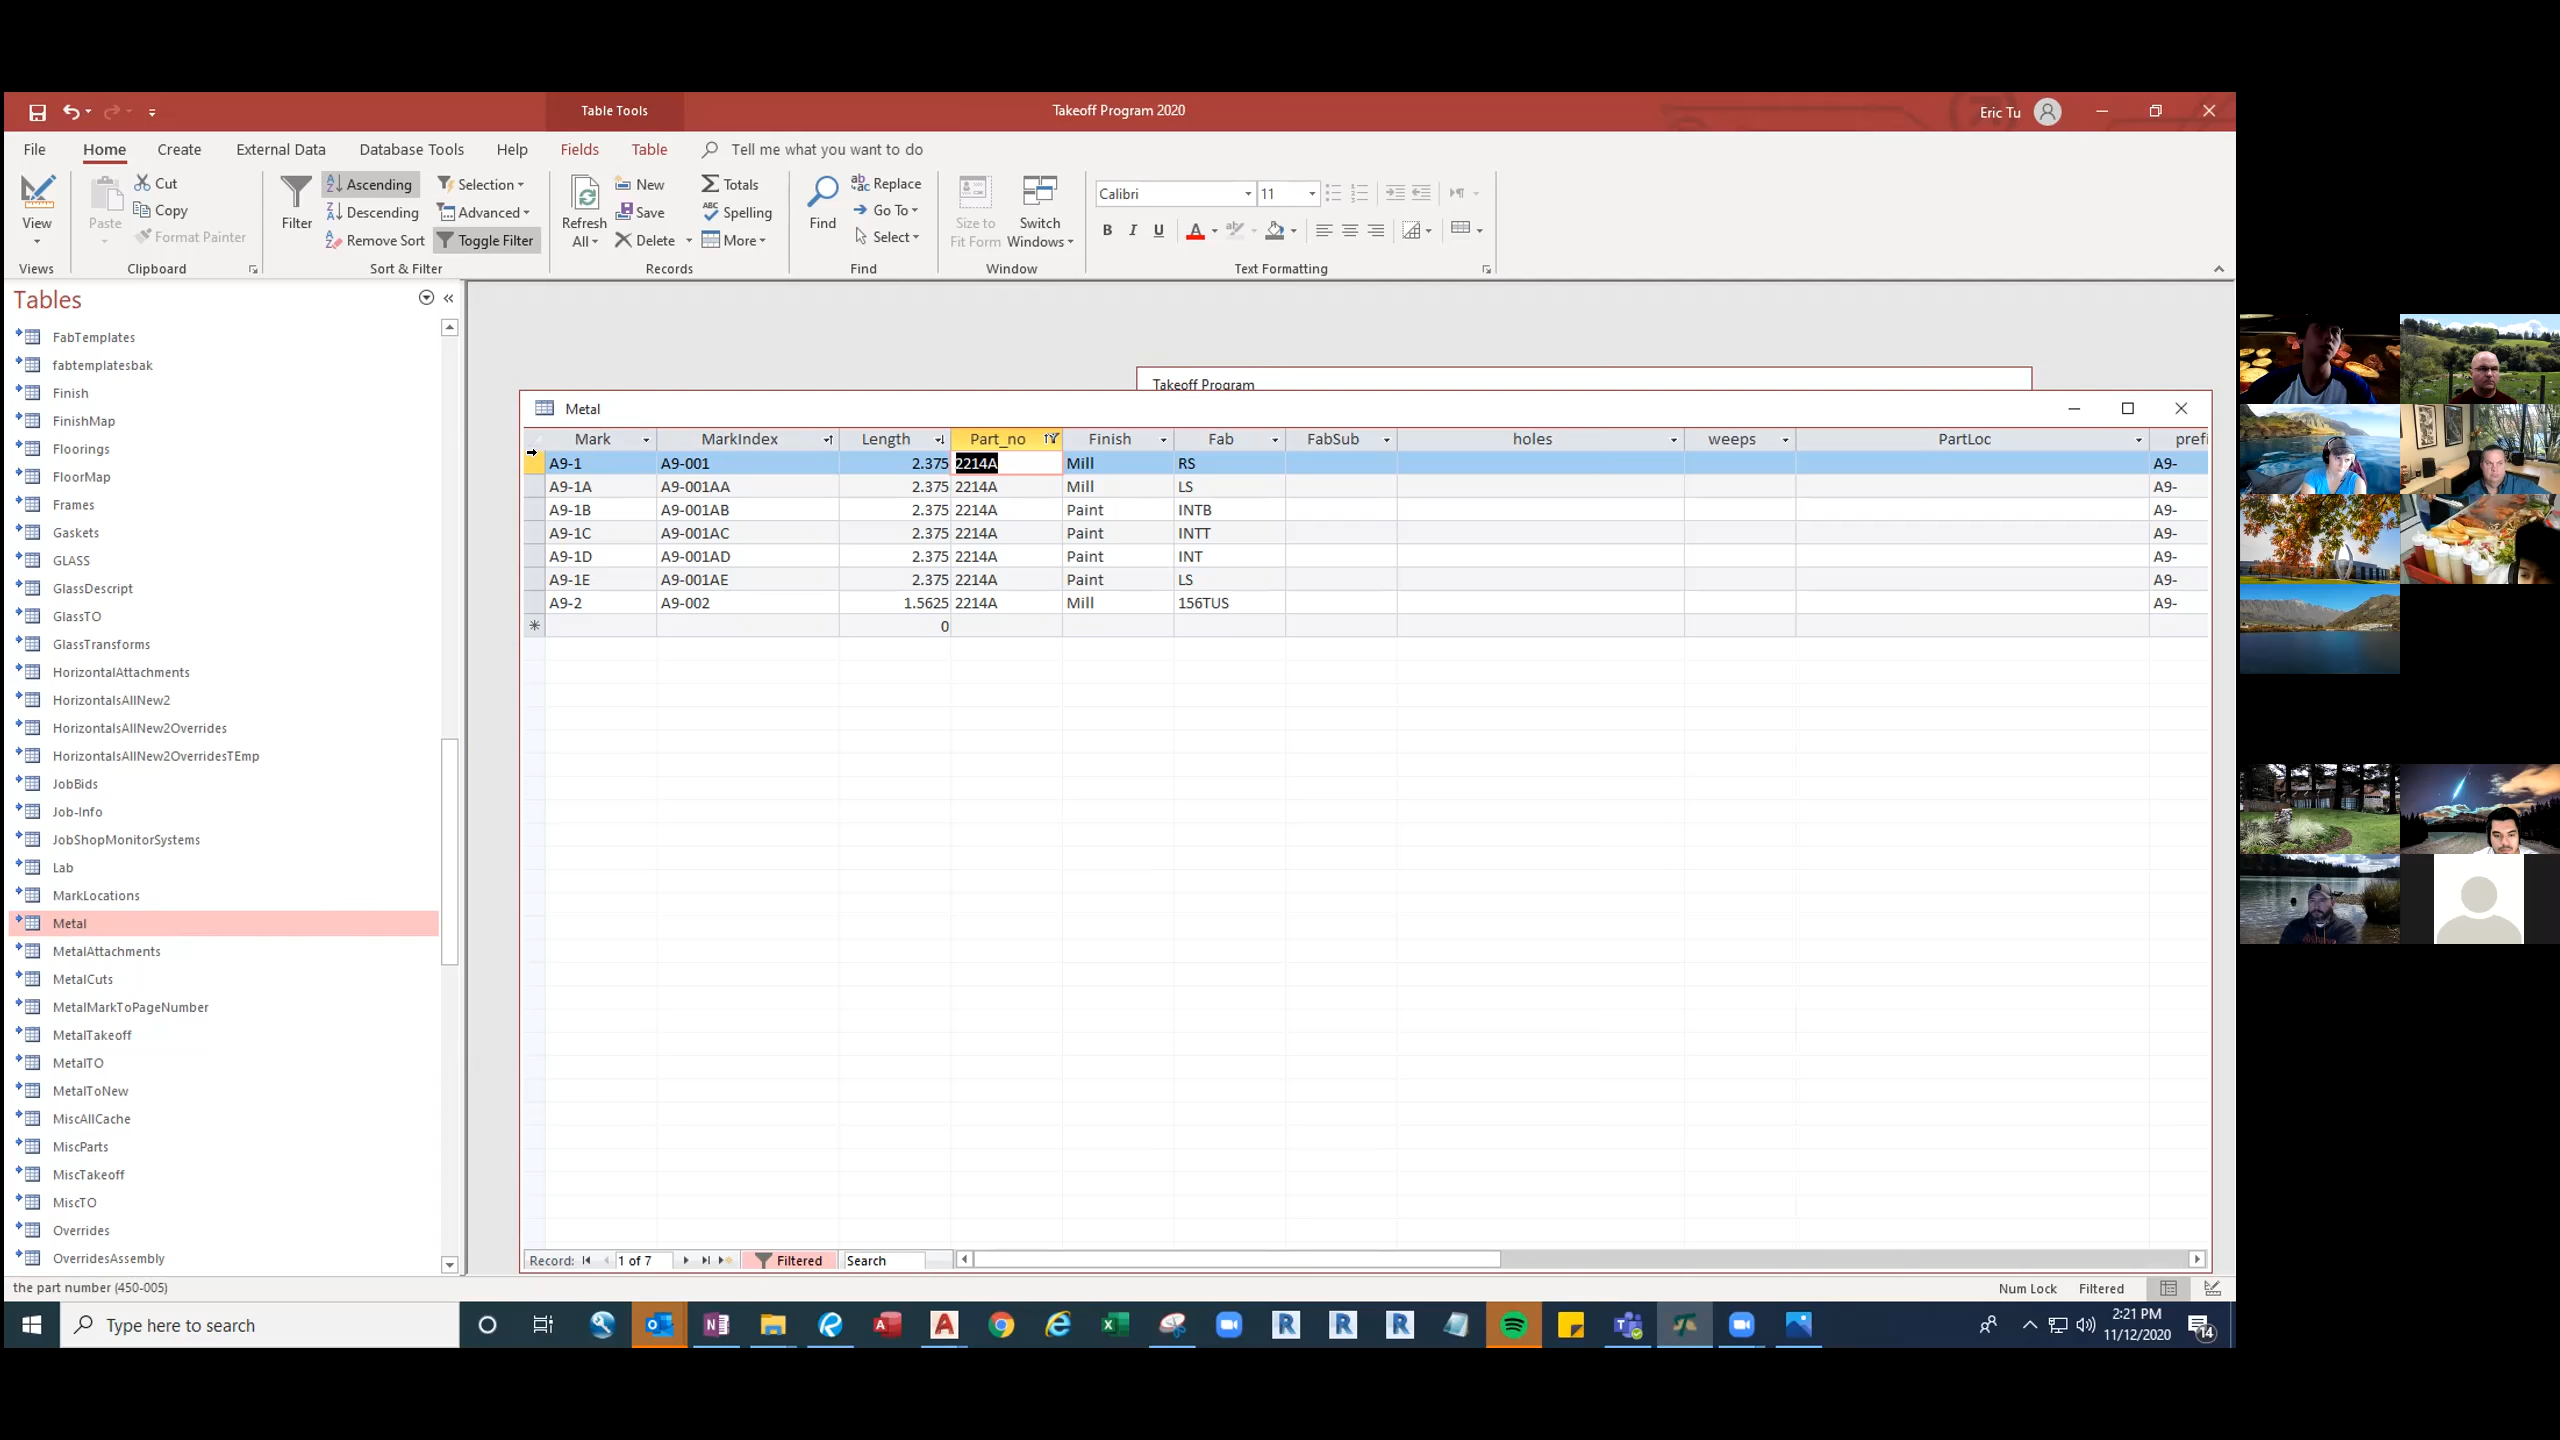 Table Tools
Takeoff Program 2020
Eric Tu
File Home Create External Data Database Tools Help Fields Table Tell me what you want to do
View
Views
Paste
Cut
Copy
Format Painter
Clipboard
Filter
Ascending
Descending
Remove Sort
Selection
Advanced
Toggle Filter
Sort & Filter
Refresh
All
New
Save
Delete
Totals
Spelling
More
Records
Find
Replace
Go To
Select
Find
Size to
Fit Form
Switch
Windows
Window
Calibri 11
B I U A
Text Formatting
Tables
FabTemplates
fabtemplatesbak
Finish
FinishMap
Floorings
FloorMap
Frames
Gaskets
GLASS
GlassDescript
GlassTO
GlassTransforms
HorizontalAttachments
HorizontalsAllNew2
HorizontalsAllNew2Overrides
HorizontalsAllNew2OverridesTEmp
JobBids
Job-Info
JobShopMonitorSystems
Lab
MarkLocations
Metal
MetalAttachments
MetalCuts
MetalMarkToPageNumber
MetalTakeoff
MetalTO
MetalToNew
MiscAllCache
MiscParts
MiscTakeoff
MiscTO
Overrides
OverridesAssembly
Takeoff Program
Metal
Mark MarkIndex Length Part_no Finish Fab FabSub holes weeps PartLoc prefi
A9-1 A9-001 2.375 2214A Mill RS A9-
A9-1A A9-001AA 2.375 2214A Mill LS A9-
A9-1B A9-001AB 2.375 2214A Paint INTB A9-
A9-1C A9-001AC 2.375 2214A Paint INTT A9-
A9-1D A9-001AD 2.375 2214A Paint INT A9-
A9-1E A9-001AE 2.375 2214A Paint LS A9-
A9-2 A9-002 1.5625 2214A Mill 156TUS A9-
0
Record: 1 of 7 Filtered Search
the part number (450-005)
Num Lock Filtered
Type here to search
2:21 PM
11/12/2020
14